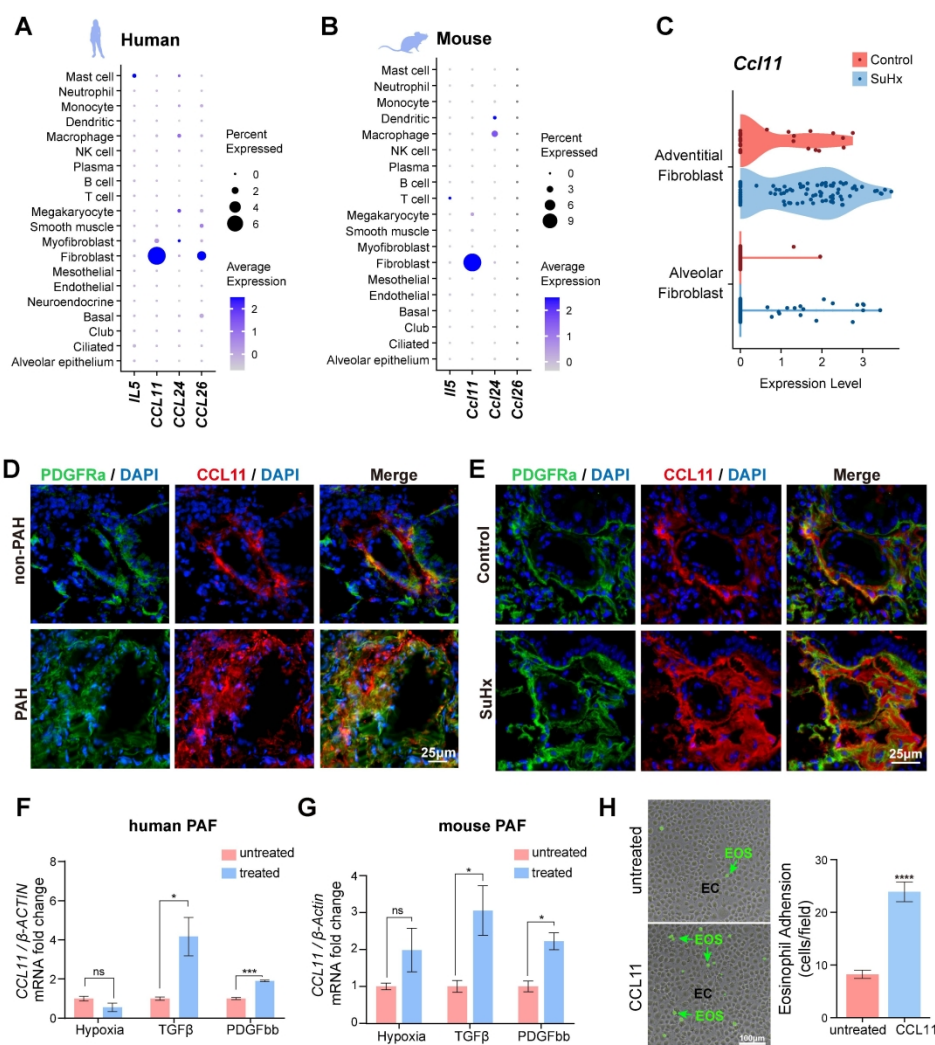 A
Human
Mast cell
Neutrophil
Monocyte
Dendritic
Macrophage
NK cell
Plasma
B cell
T cell
Megakaryocyte
Smooth muscle
Myofibroblast
Fibroblast
Mesothelial
Endothelial
Neuroendocrine
Basal
Club
Ciliated
Alveolar epithelium
IL5
CCL11
CCL24
CCL26
Percent
Expressed
0
2
4
6
Average
Expression
2
1
0
B
Mouse
Mast cell
Neutrophil
Monocyte
Dendritic
Macrophage
NK cell
Plasma
B cell
T cell
Megakaryocyte
Smooth muscle
Myofibroblast
Fibroblast
Mesothelial
Endothelial
Basal
Club
Ciliated
Alveolar epithelium
Il5
Ccl11
Ccl24
Ccl26
Percent
Expressed
0
3
6
9
Average
Expression
2
1
0
C
Ccl11
Control
SuHx
Adventitial
Fibroblast
Alveolar
Fibroblast
0 1 2 3
Expression Level
D
PDGFRa / DAPI CCL11 / DAPI Merge
non-PAH
PAH
25μm
E
PDGFRa / DAPI CCL11 / DAPI Merge
Control
SuHx
25μm
F
human PAF
untreated
treated
CCL11 / β-ACTIN
mRNA fold change
8
6
4
2
0
ns
*
***
Hypoxia TGFβ PDGFbb
G
mouse PAF
untreated
treated
CCL11 / β-Actin
mRNA fold change
4
3
2
1
0
ns
*
*
Hypoxia TGFβ PDGFbb
H
untreated
EOS
EC
CCL11
EOS
EC
EOS
100μm
Eosinophil Adhension
(cells/field)
30
20
10
0
****
untreated CCL11